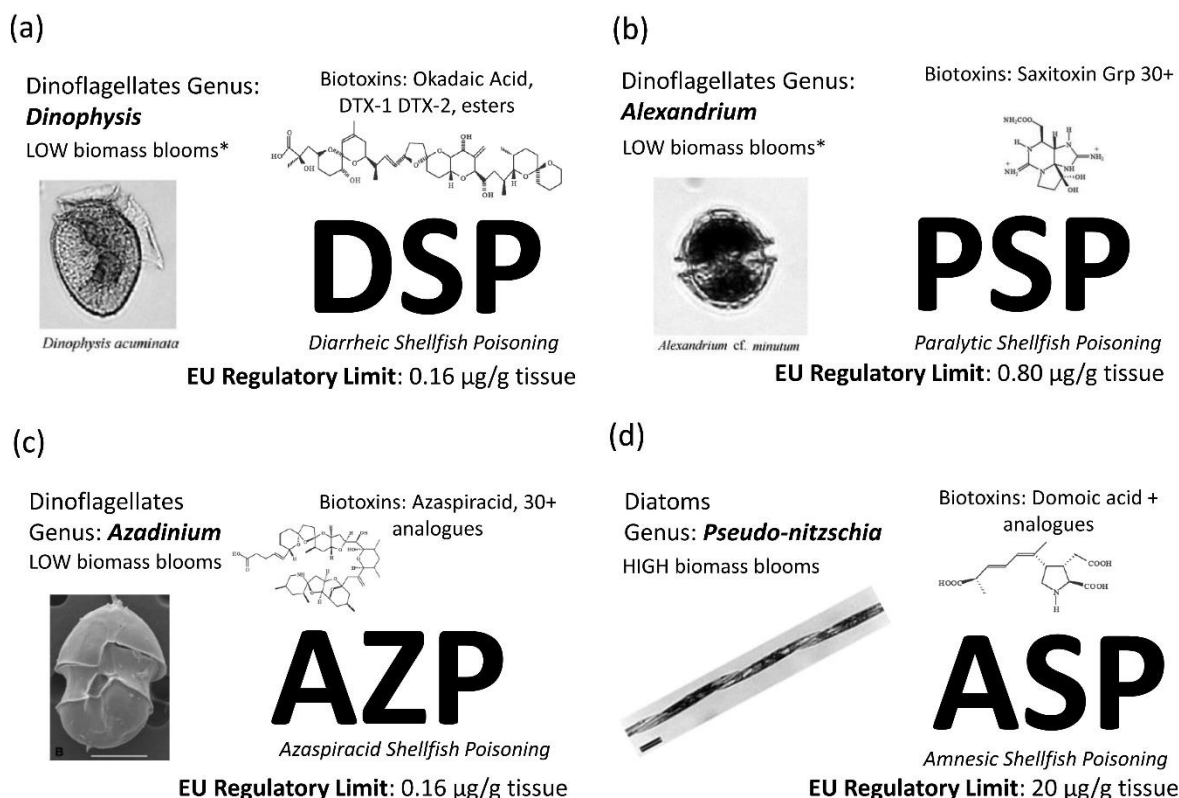 (a)
Dinoflagellates Genus:
Dinophysis
LOW biomass blooms*
Biotoxins: Okadaic Acid,
DTX-1 DTX-2, esters
Dinophysis acuminata
DSP
Diarrheic Shellfish Poisoning
EU Regulatory Limit: 0.16 µg/g tissue
(b)
Dinoflagellates Genus:
Alexandrium
LOW biomass blooms*
Biotoxins: Saxitoxin Grp 30+
Alexandrium cf. minutum
PSP
Paralytic Shellfish Poisoning
EU Regulatory Limit: 0.80 µg/g tissue
(c)
Dinoflagellates
Genus: Azadinium
LOW biomass blooms
Biotoxins: Azaspiracid, 30+
analogues
B
AZP
Azaspiracid Shellfish Poisoning
EU Regulatory Limit: 0.16 µg/g tissue
(d)
Diatoms
Genus: Pseudo-nitzschia
HIGH biomass blooms
Biotoxins: Domoic acid +
analogues
HOOC
COOH
COOH
N
H
ASP
Amnesic Shellfish Poisoning
EU Regulatory Limit: 20 µg/g tissue